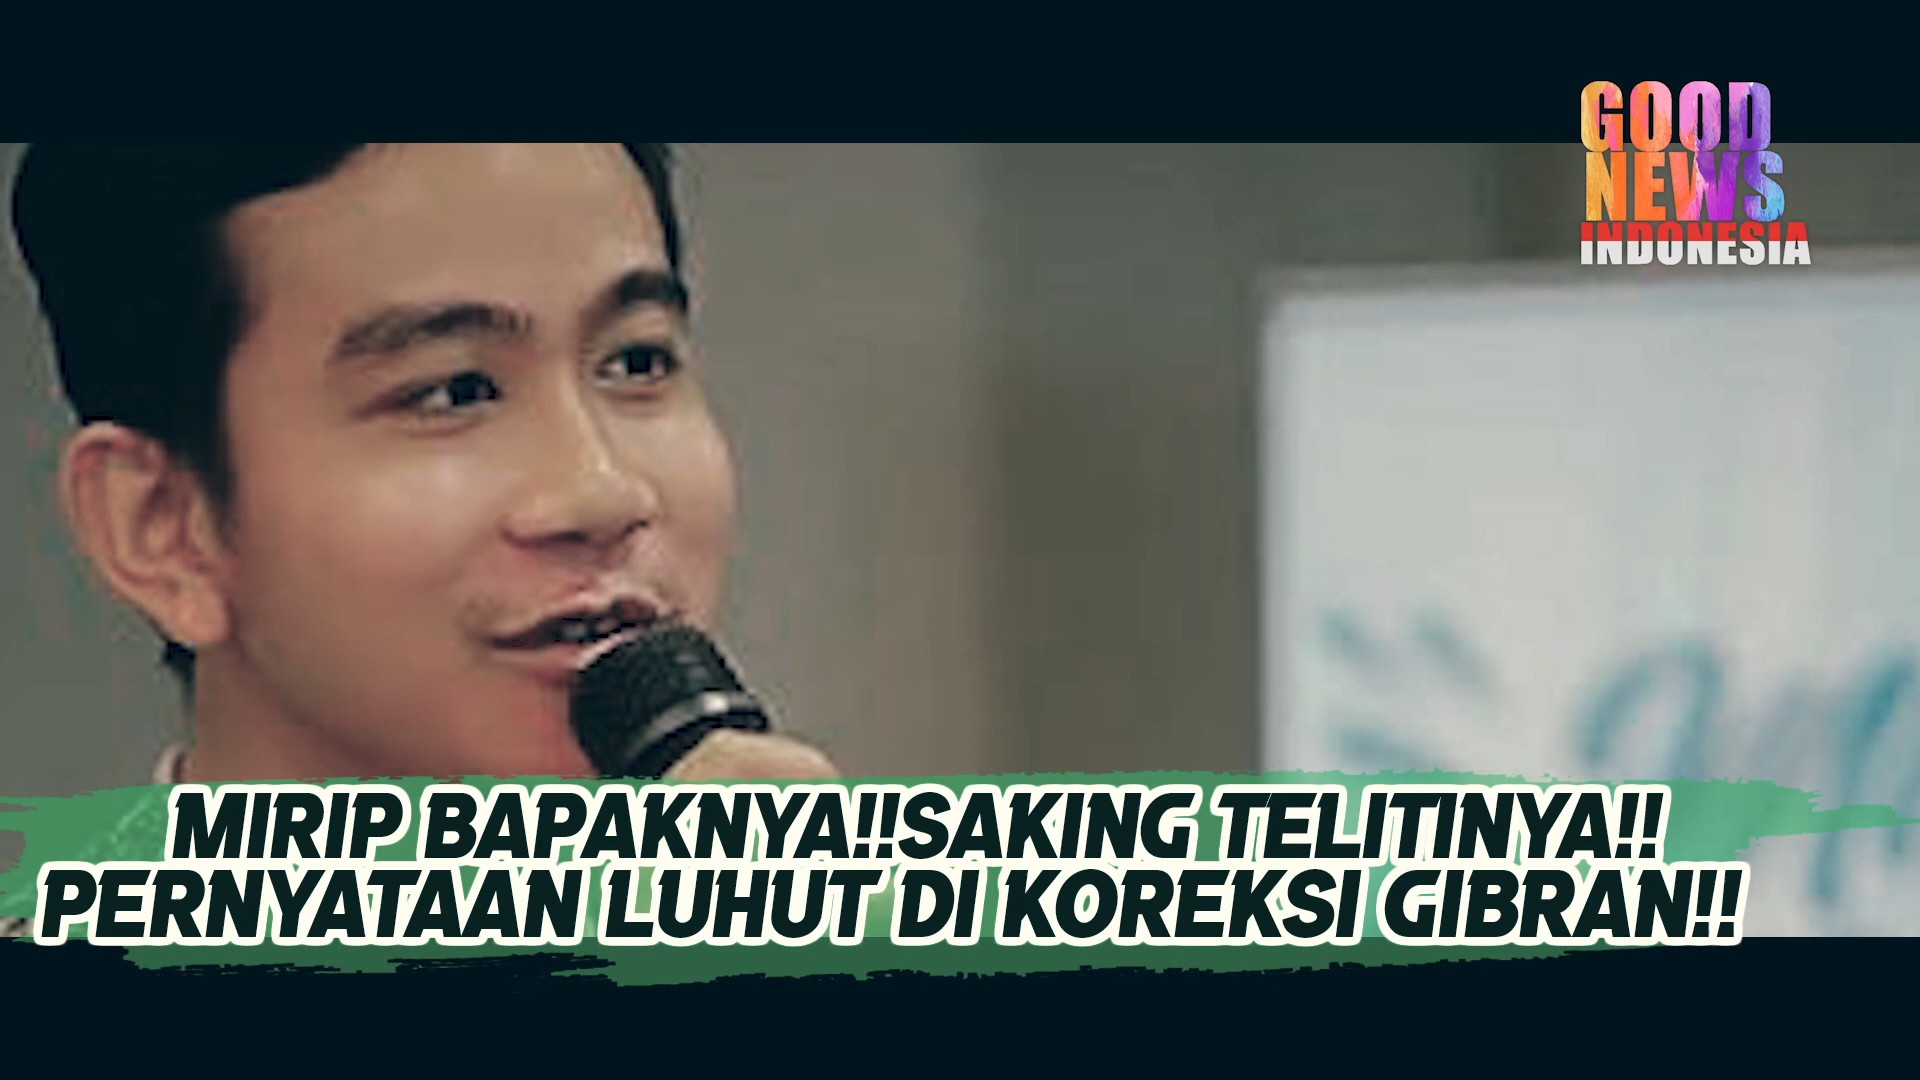 GOOD
NEWS
INDONESIA
MIRIP BAPAKNYA!!SAKING TELITINYA!!
PERNYATAAN LUHUT DI KOREKSI GIBRAN!!